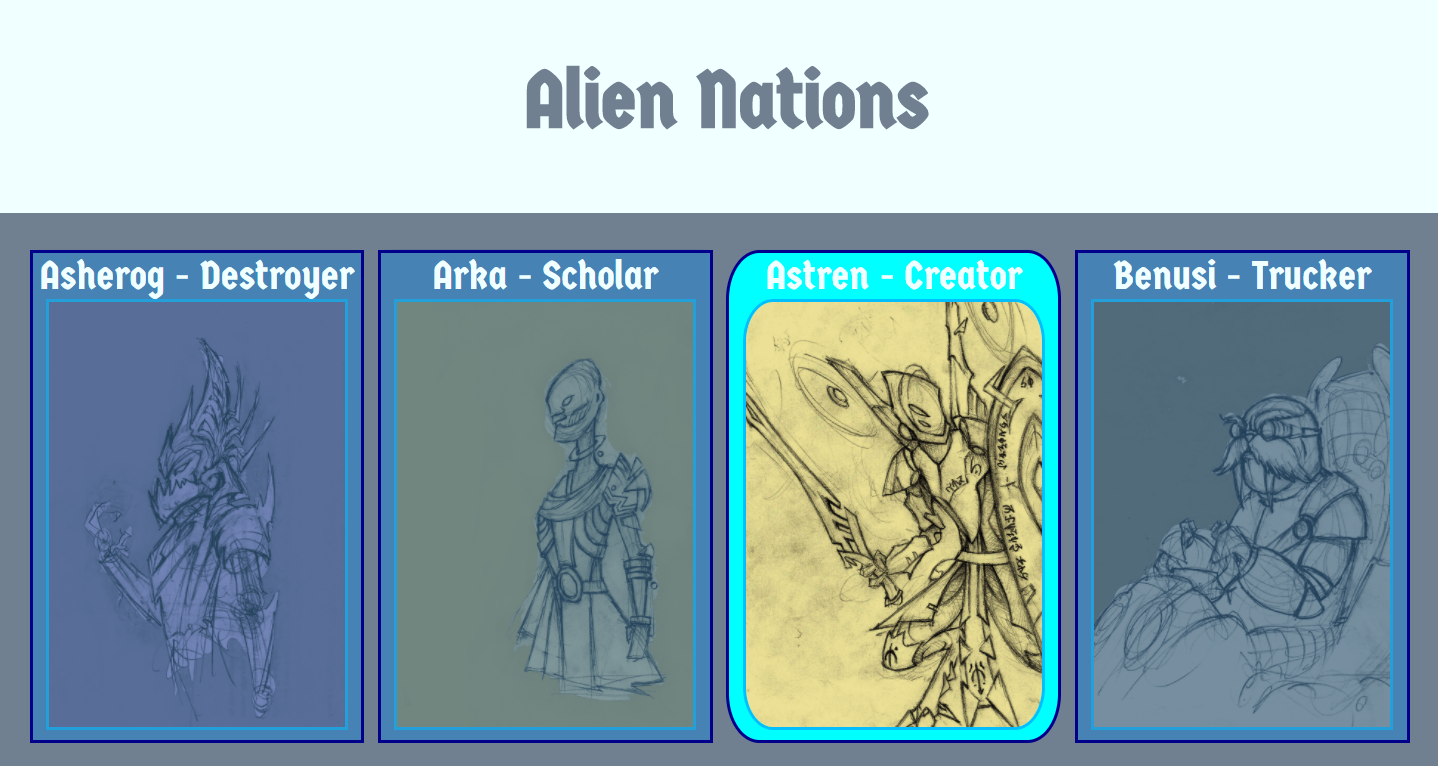 Alien Nations
Asherog - Destroyer
Arka - Scholar
Astren - Creator
Benusi - Trucker